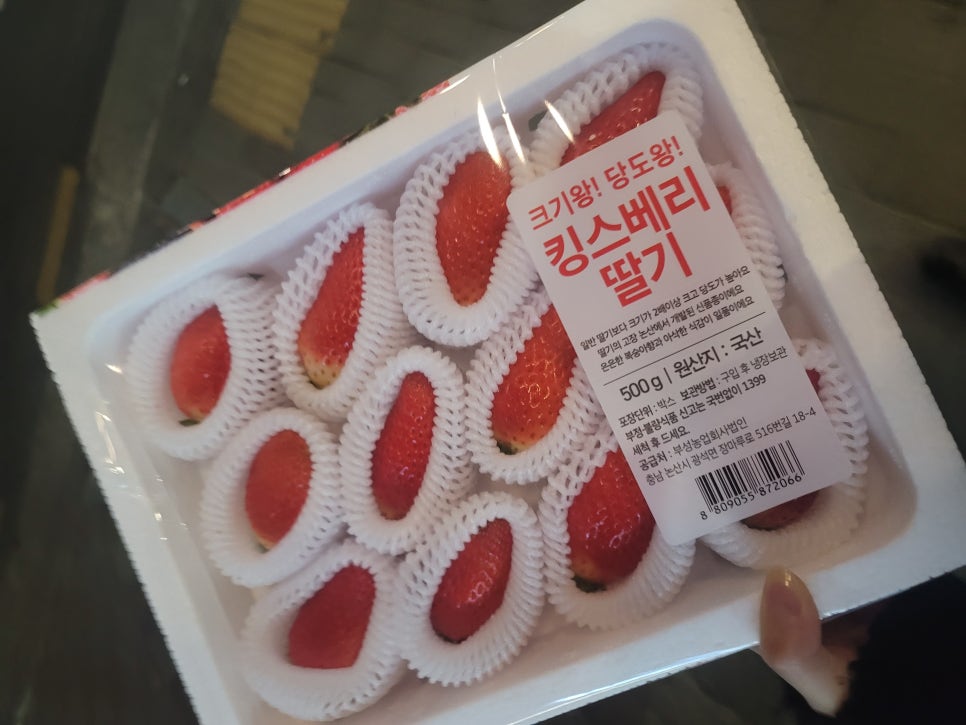 크기왕! 당도왕!
킹스베리
딸기
일반 딸기보다 크기가 2배이상 크고 당도가 높아요
딸기의 고장 논산에서 개발된 신품종이에요
은은한 복숭아향과 아삭한 식감이 일품이에요
500g | 원산지 : 국산
포장단위 : 박스 보관방법 : 구입 후 냉장보관
부정·불량식품 신고는 국번없이 1399
세척 후 드세요.
공급처 : 부성농업회사법인
충남 논산시 광석면 장마루로 516번길 18-4
8 809055 872066